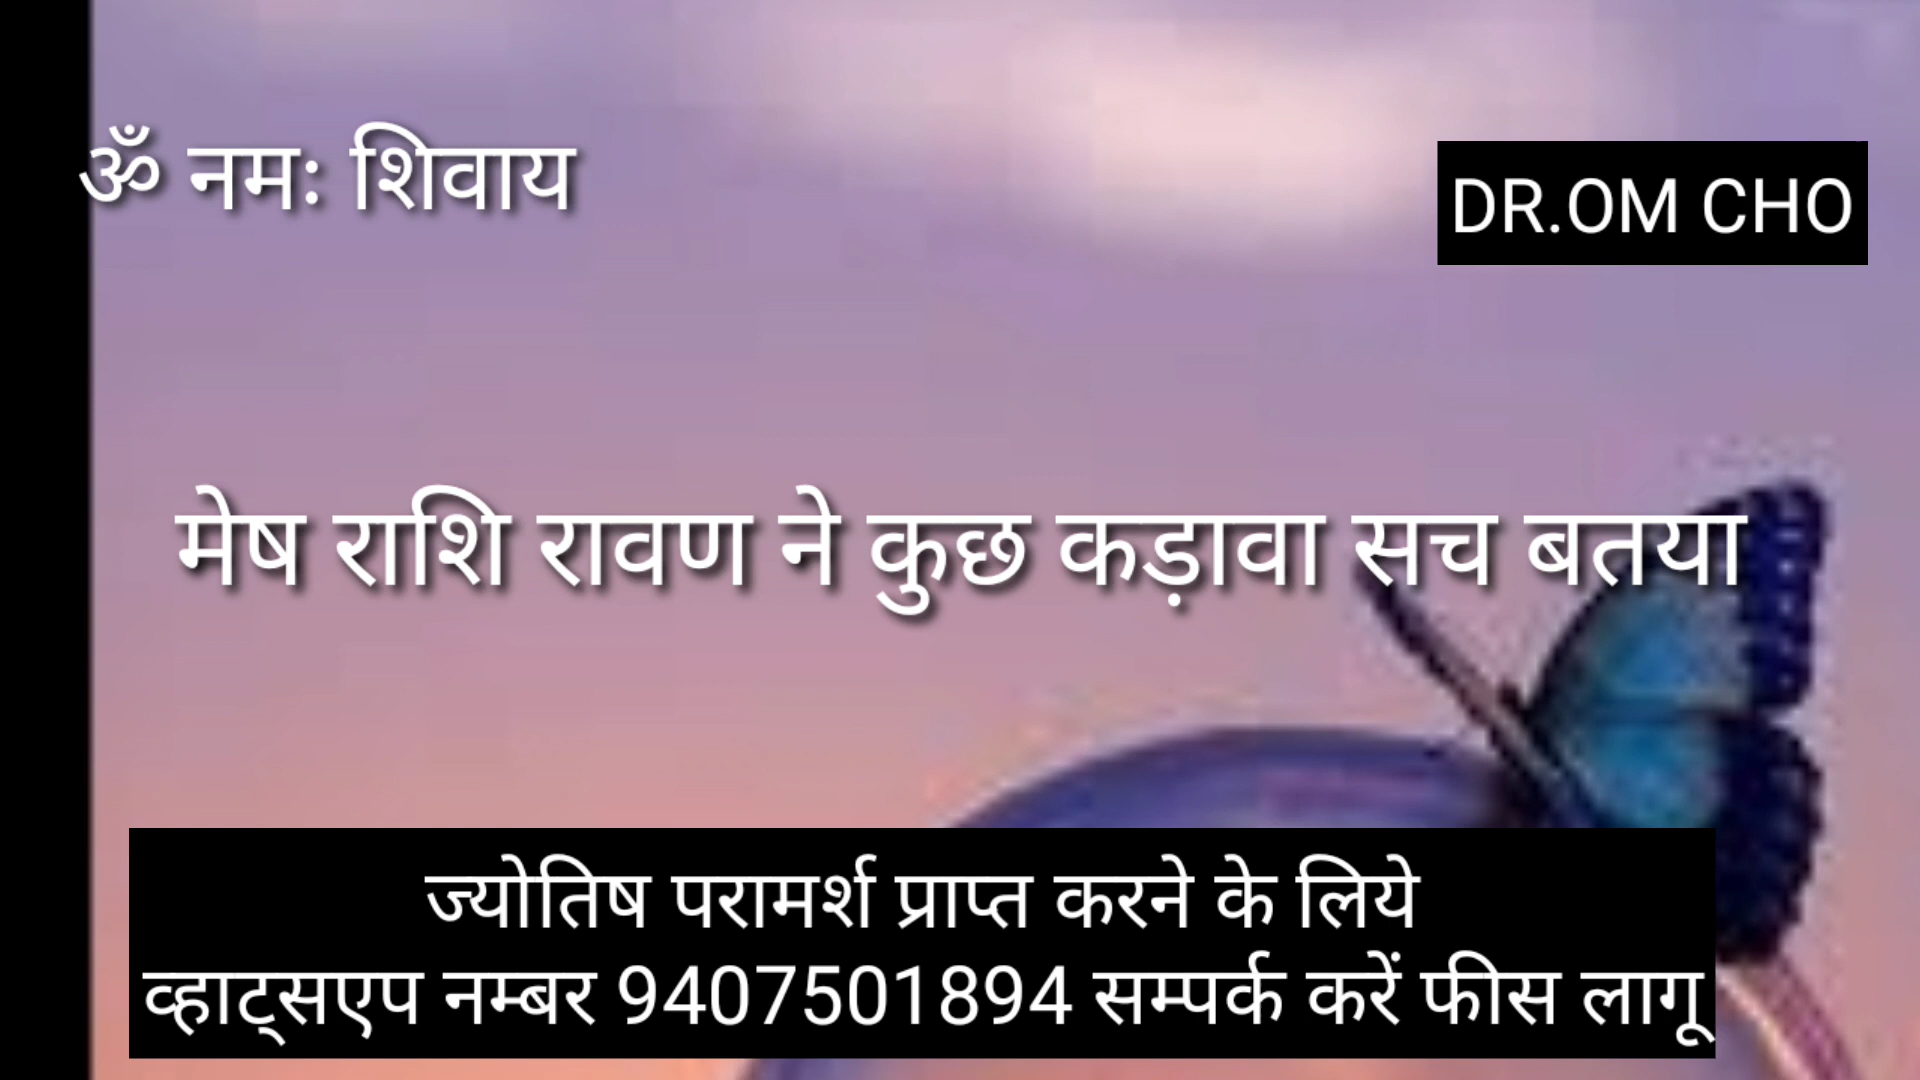 ॐ नमः शिवाय
DR.OM CHO
मेष राशि रावण ने कुछ कड़ावा सच बतया
ज्योतिष परामर्श प्राप्त करने के लिये
व्हाट्सएप नम्बर 9407501894 सम्पर्क करें फीस लागू